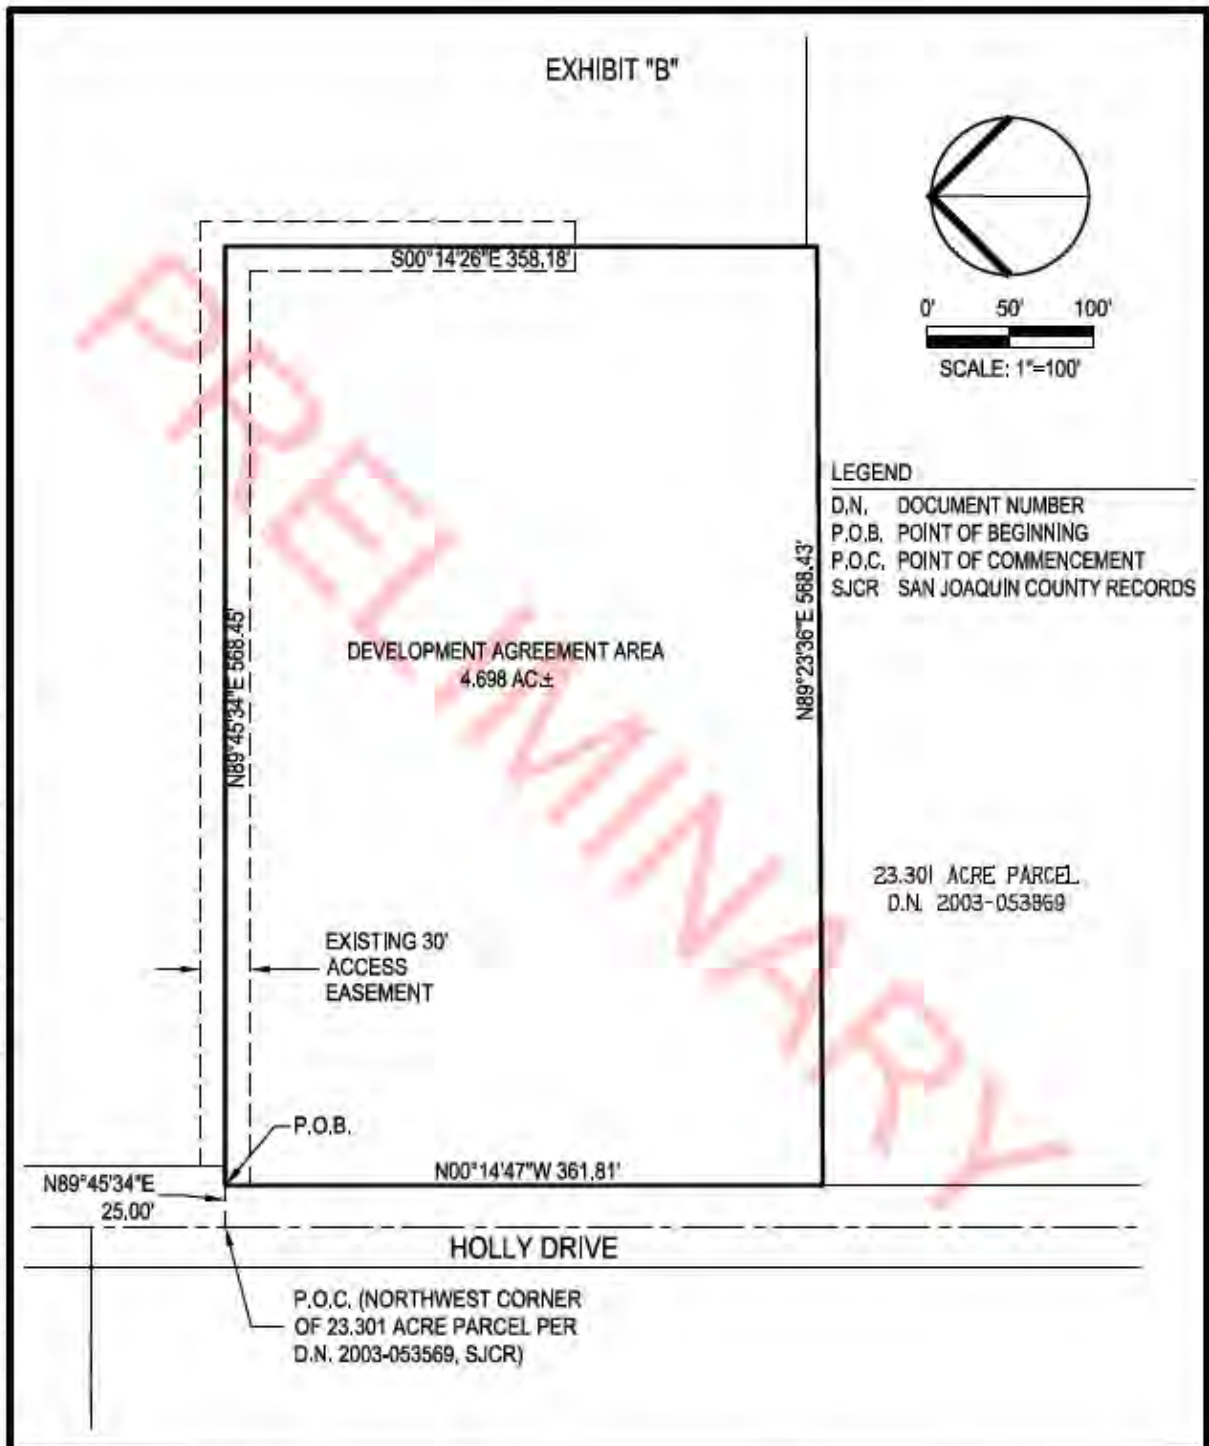 EXHIBIT "B"
0' 50' 100'
SCALE: 1"=100'
S00°14'26"E 358.18'
LEGEND
D.N. DOCUMENT NUMBER
P.O.B. POINT OF BEGINNING
P.O.C. POINT OF COMMENCEMENT
SJCR SAN JOAQUIN COUNTY RECORDS
N89°45'34"E 568.45'
N89°23'36"E 568.43'
DEVELOPMENT AGREEMENT AREA
4.698 AC.±
PRELIMINARY
23.301 ACRE PARCEL
D.N. 2003-053869
EXISTING 30'
ACCESS
EASEMENT
P.O.B.
N00°14'47"W 361.81'
N89°45'34"E
25.00'
HOLLY DRIVE
P.O.C. (NORTHWEST CORNER
OF 23.301 ACRE PARCEL PER
D.N. 2003-053569, SJCR)